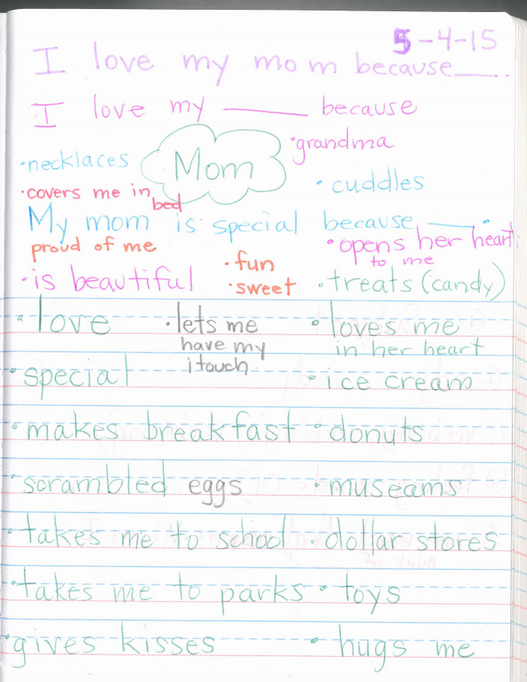 5-4-15
I love my mom because___.
I love my ______ because
•grandma
•necklaces
Mom
•cuddles
•covers me in bed
My mom is special because____.
proud of me
•opens her heart to me
•fun
•is beautiful
•sweet
•treats (candy)
•love
•lets me
have my
itouch
•loves me
in her heart
•special
•ice cream
•makes breakfast •donuts
•scrambled eggs
•museams
•takes me to school •dollar stores
•takes me to parks •toys
•gives kisses
•hugs me